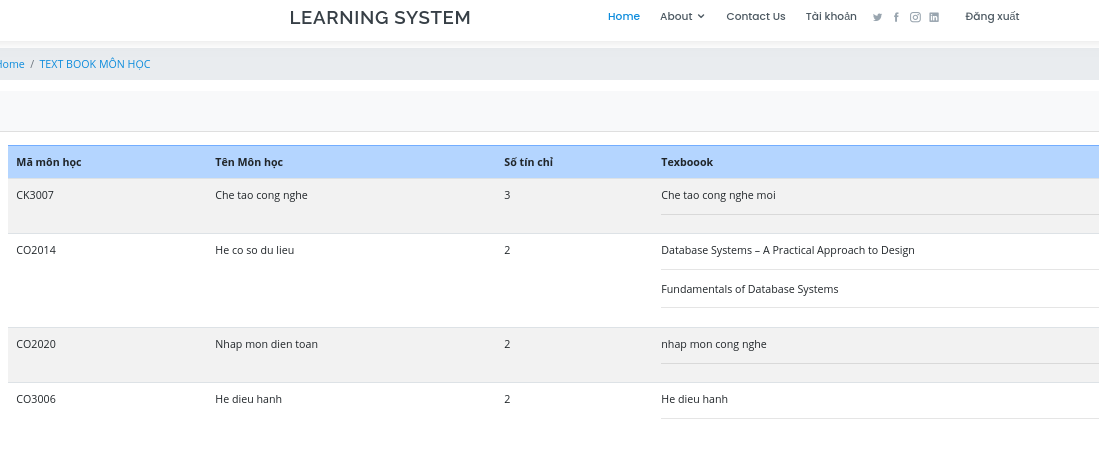 LEARNING SYSTEM Home About Contact Us Tài khoản Đăng xuất
Home / TEXT BOOK MÔN HỌC
Mã môn học Tên Môn học Số tín chỉ Texboook
CK3007 Che tao cong nghe 3 Che tao cong nghe moi
CO2014 He co so du lieu 2 Database Systems – A Practical Approach to Design
Fundamentals of Database Systems
CO2020 Nhap mon dien toan 2 nhap mon cong nghe
CO3006 He dieu hanh 2 He dieu hanh